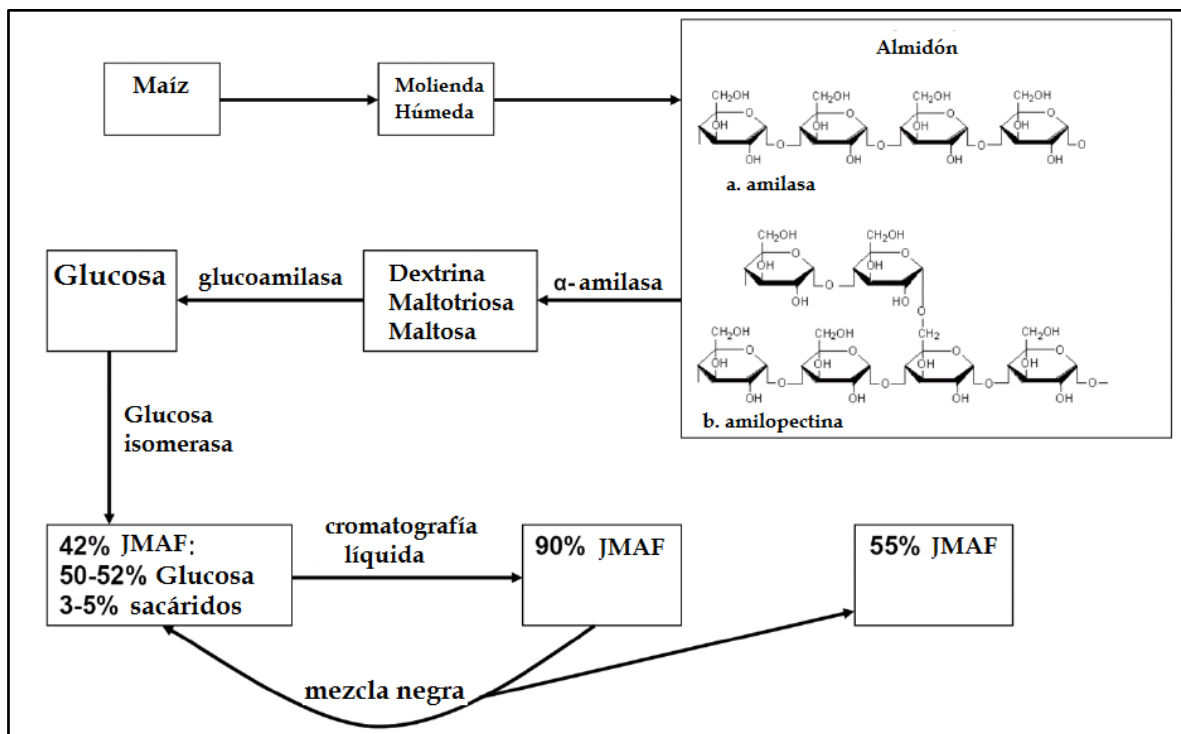 Maíz
Molienda
Húmeda
Almidón
CH₂OH CH₂OH CH₂OH CH₂OH
O O O O
OH OH OH OH
O O O O
OH OH OH OH
a. amilasa
CH₂OH CH₂OH
O O
OH OH
O
OH HO
O
CH₂OH CH₂OH CH₂ CH₂OH
O O O O
OH OH OH OH
O O O O
OH OH OH OH
b. amilopectina
α- amilasa
Dextrina
Maltotriosa
Maltosa
glucoamilasa
Glucosa
Glucosa
isomerasa
42% JMAF:
50-52% Glucosa
3-5% sacáridos
cromatografía
líquida
90% JMAF
55% JMAF
mezcla negra